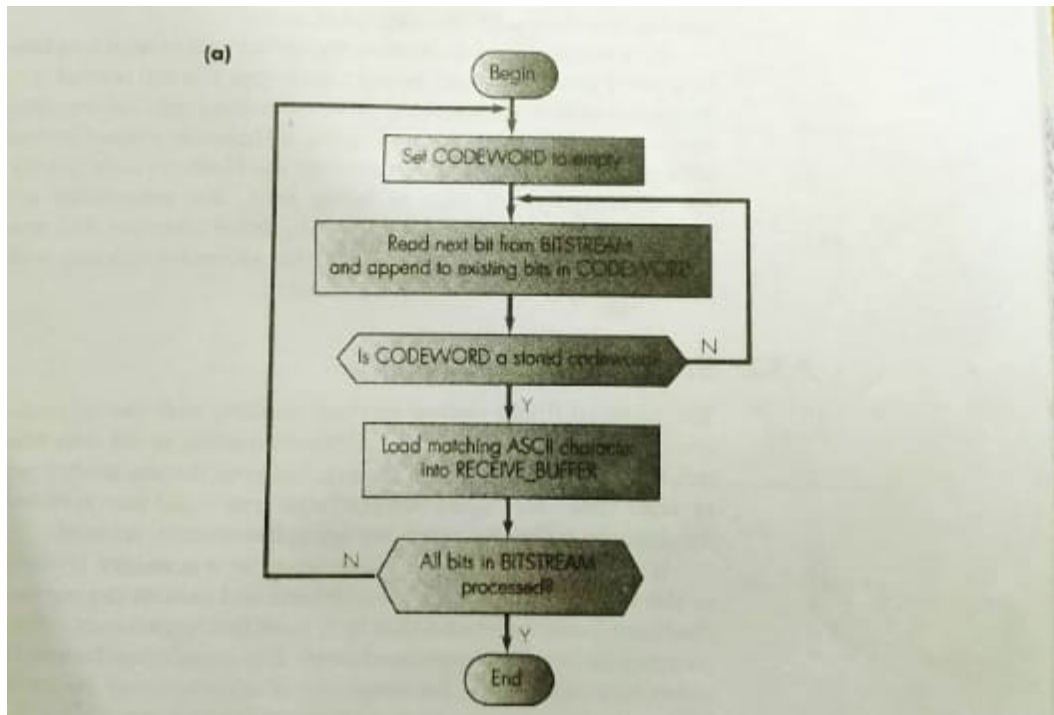 (a)
Begin
Set CODEWORD to empty
Read next bit from BITSTREAM
and append to existing bits in CODEWORD
Is CODEWORD a stored codeword?
N
Y
Load matching ASCII character
into RECEIVE_BUFFER
All bits in BITSTREAM
processed?
N
Y
End